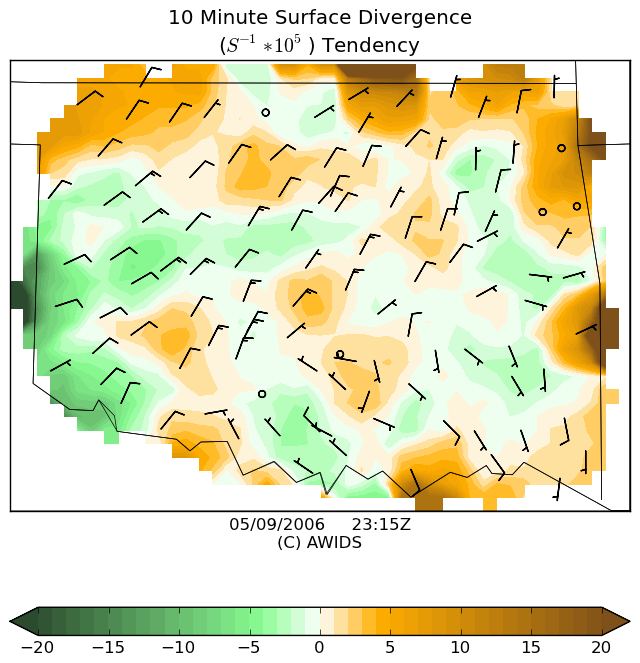 10 Minute Surface Divergence
(S⁻¹ * 10⁵ ) Tendency
05/09/2006 23:15Z
(C) AWIDS
−20 −15 −10 −5 0 5 10 15 20